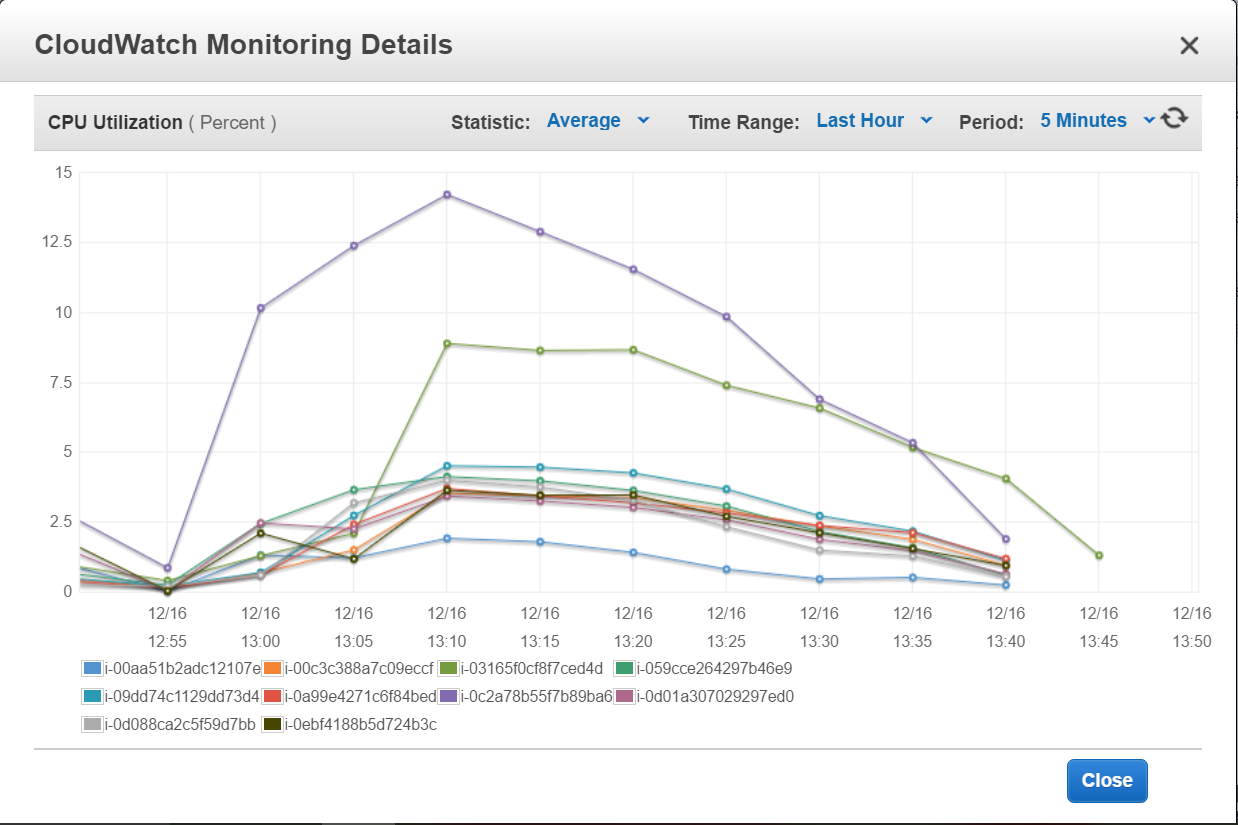 CloudWatch Monitoring Details
CPU Utilization ( Percent ) Statistic: Average Time Range: Last Hour Period: 5 Minutes
15
12.5
10
7.5
5
2.5
0
12/16 12/16 12/16 12/16 12/16 12/16 12/16 12/16 12/16 12/16 12/16 12/16
12:55 13:00 13:05 13:10 13:15 13:20 13:25 13:30 13:35 13:40 13:45 13:50
i-00aa51b2adc12107e i-00c3c388a7c09eccf i-03165f0cf8f7ced4d i-059cce264297b46e9
i-09dd74c1129dd73d4 i-0a99e4271c6f84bed i-0c2a78b55f7b89ba6 i-0d01a307029297ed0
i-0d088ca2c5f59d7bb i-0ebf4188b5d724b3c
Close